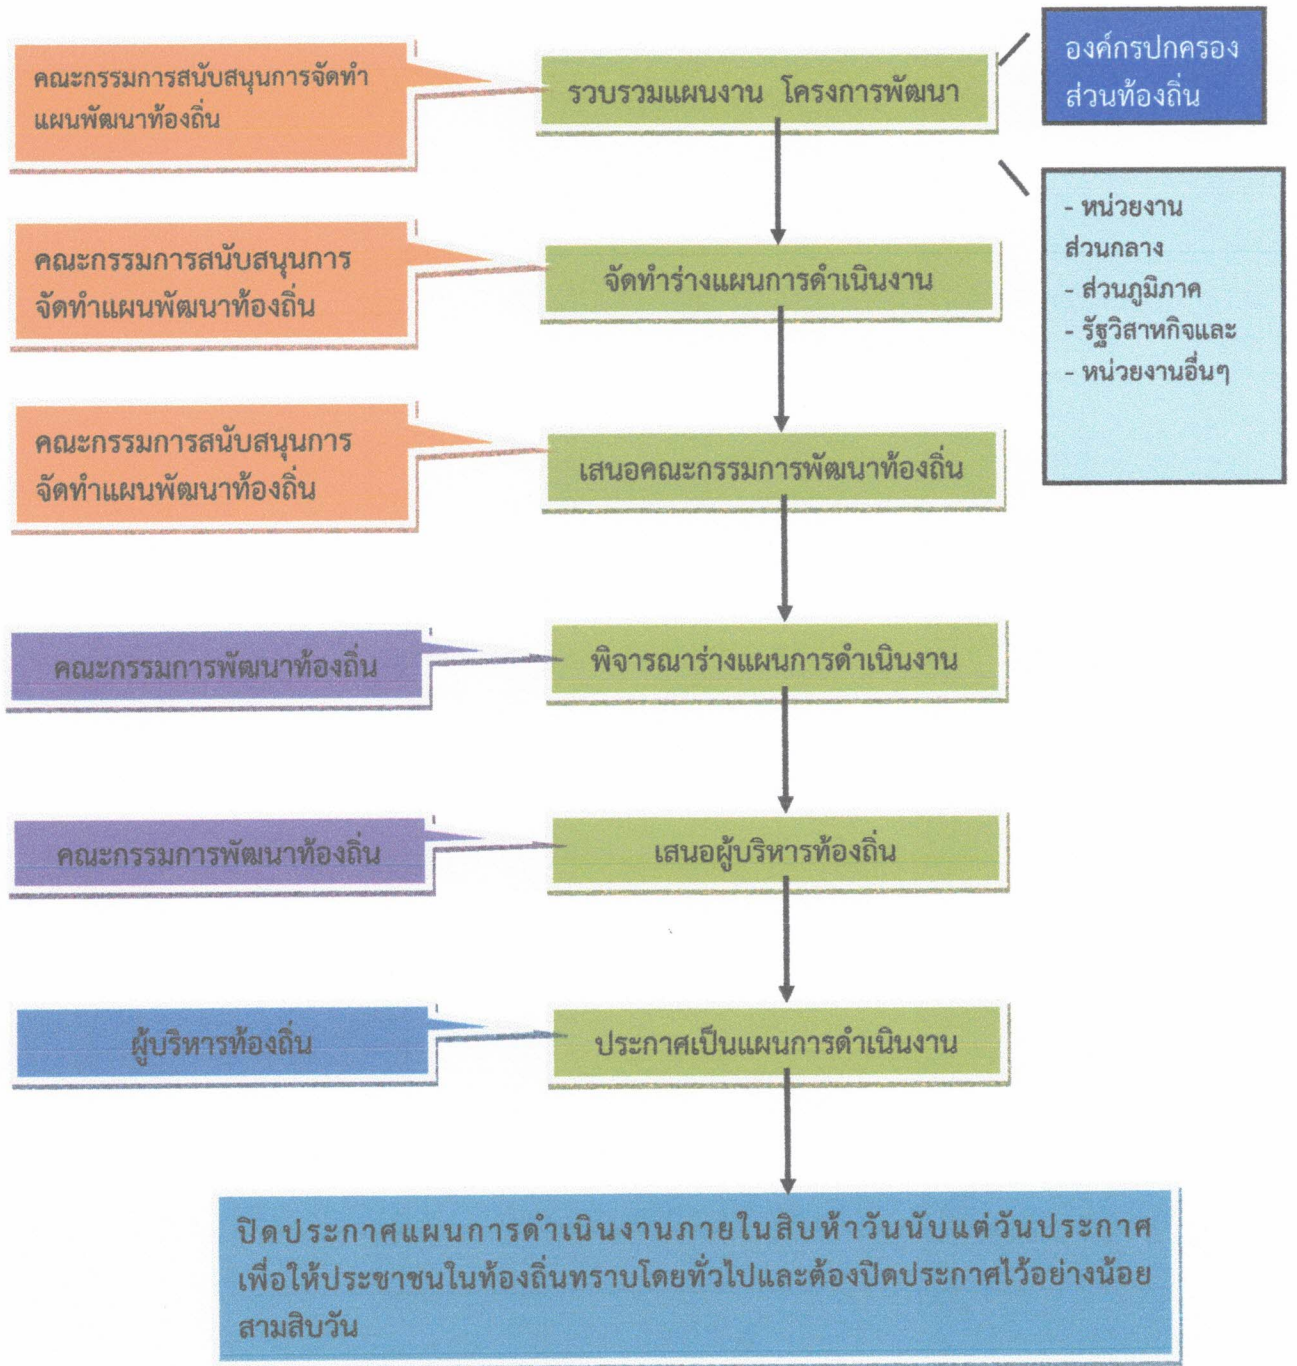 คณะกรรมการสนับสนุนการจัดทำ
แผนพัฒนาท้องถิ่น
รวบรวมแผนงาน โครงการพัฒนา
องค์กรปกครอง
ส่วนท้องถิ่น
- หน่วยงาน
ส่วนกลาง
- ส่วนภูมิภาค
- รัฐวิสาหกิจและ
- หน่วยงานอื่นๆ
คณะกรรมการสนับสนุนการ
จัดทำแผนพัฒนาท้องถิ่น
จัดทำร่างแผนการดำเนินงาน
คณะกรรมการสนับสนุนการ
จัดทำแผนพัฒนาท้องถิ่น
เสนอคณะกรรมการพัฒนาท้องถิ่น
คณะกรรมการพัฒนาท้องถิ่น
พิจารณาร่างแผนการดำเนินงาน
คณะกรรมการพัฒนาท้องถิ่น
เสนอผู้บริหารท้องถิ่น
ผู้บริหารท้องถิ่น
ประกาศเป็นแผนการดำเนินงาน
ปิดประกาศแผนการดำเนินงานภายในสิบห้าวันนับแต่วันประกาศ
เพื่อให้ประชาชนในท้องถิ่นทราบโดยทั่วไปและต้องปิดประกาศไว้อย่างน้อย
สามสิบวัน